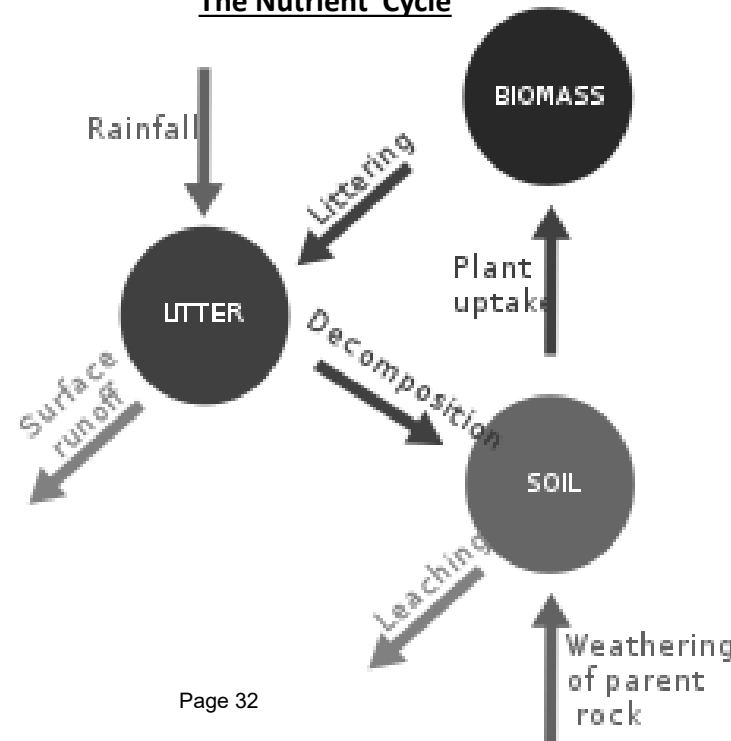 The Nutrient Cycle
BIOMASS
Rainfall
Littering
Plant
uptake
LITTER
Decomposition
Surface
runoff
SOIL
Leaching
Weathering
of parent
rock
Page 32